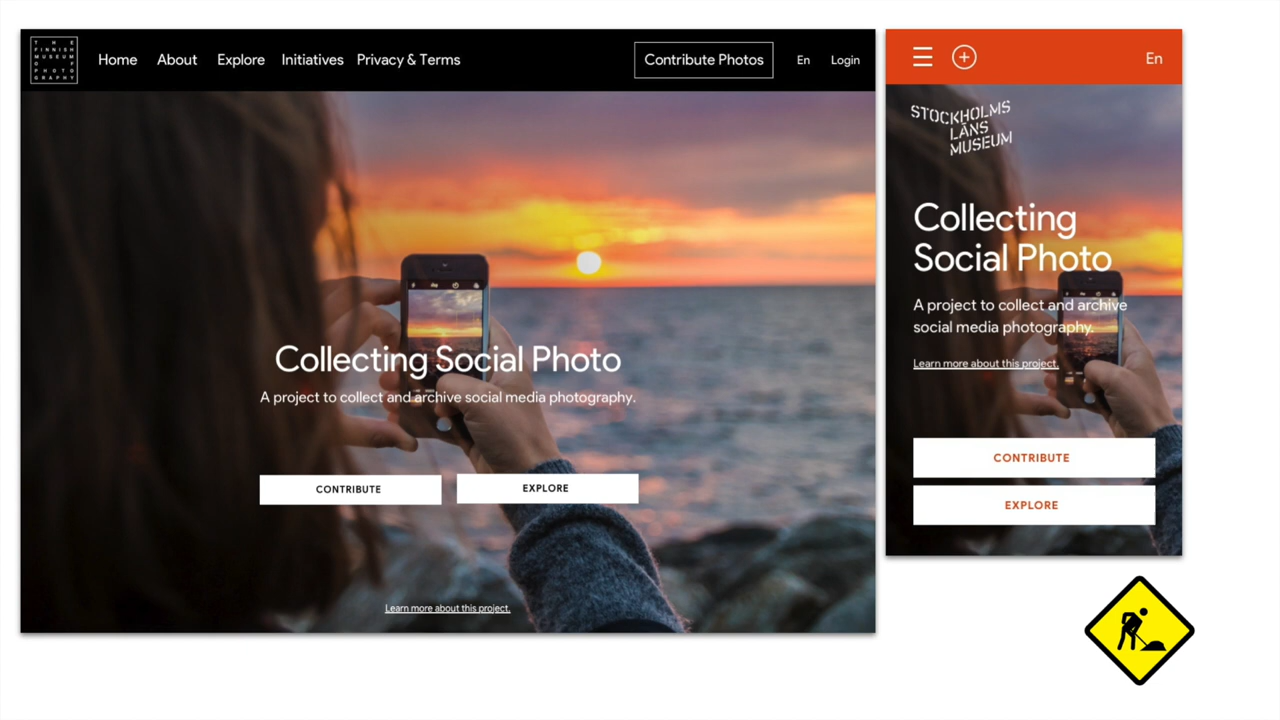 THE
FINNISH
MUSEUM
OF
PHOTO
GRAPHY
Home About Explore Initiatives Privacy & Terms Contribute Photos En Login
Collecting Social Photo
A project to collect and archive social media photography.
CONTRIBUTE EXPLORE
Learn more about this project.
En
STOCKHOLMS
LÄNS
MUSEUM
Collecting
Social Photo
A project to collect and archive
social media photography.
Learn more about this project.
CONTRIBUTE
EXPLORE